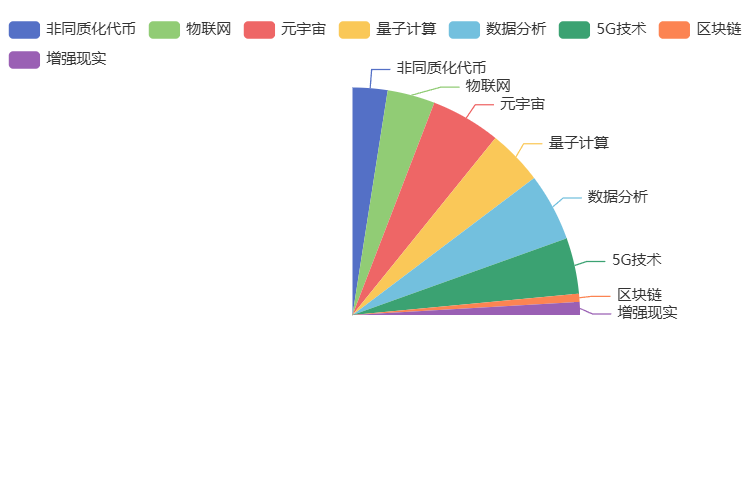 非同质化代币 物联网 元宇宙 量子计算 数据分析 5G技术 区块链
增强现实
非同质化代币
物联网
元宇宙
量子计算
数据分析
5G技术
区块链
增强现实